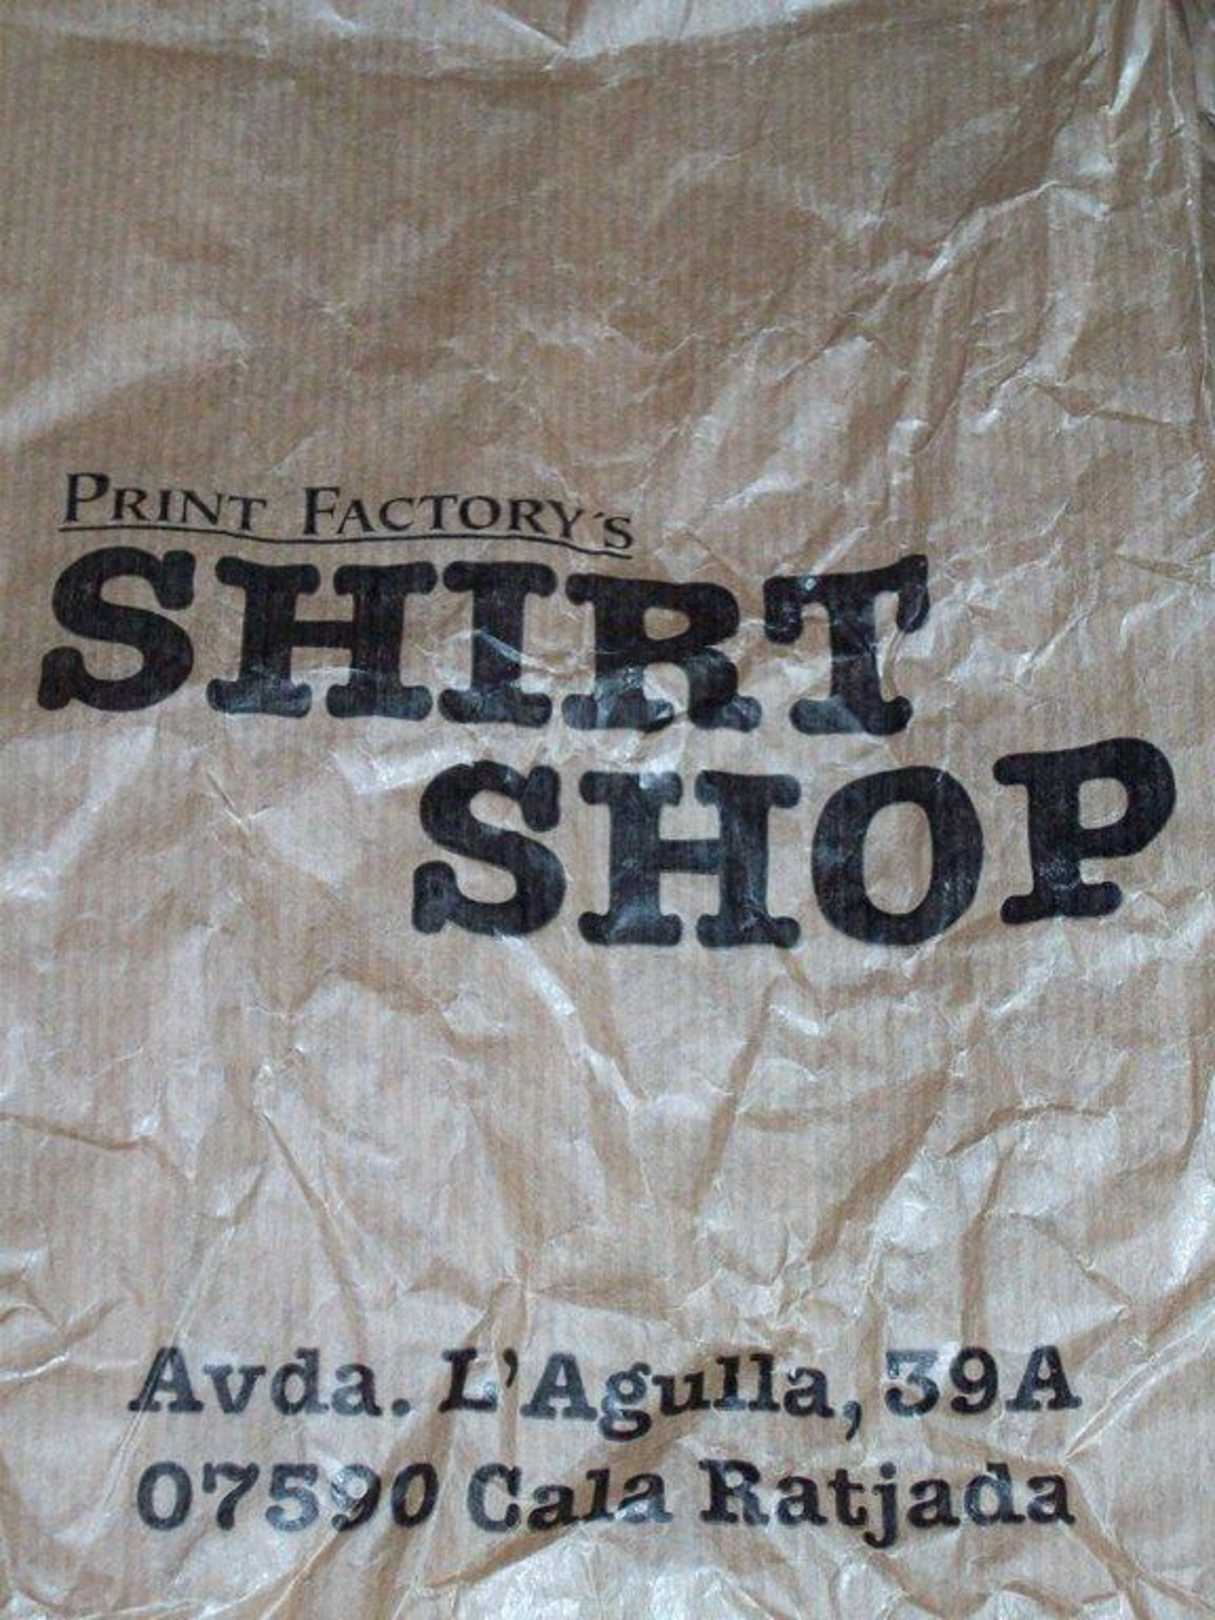 PRINT FACTORY´S
SHIRT
SHOP
Avda. L'Agulla, 39A
07590 Cala Ratjada